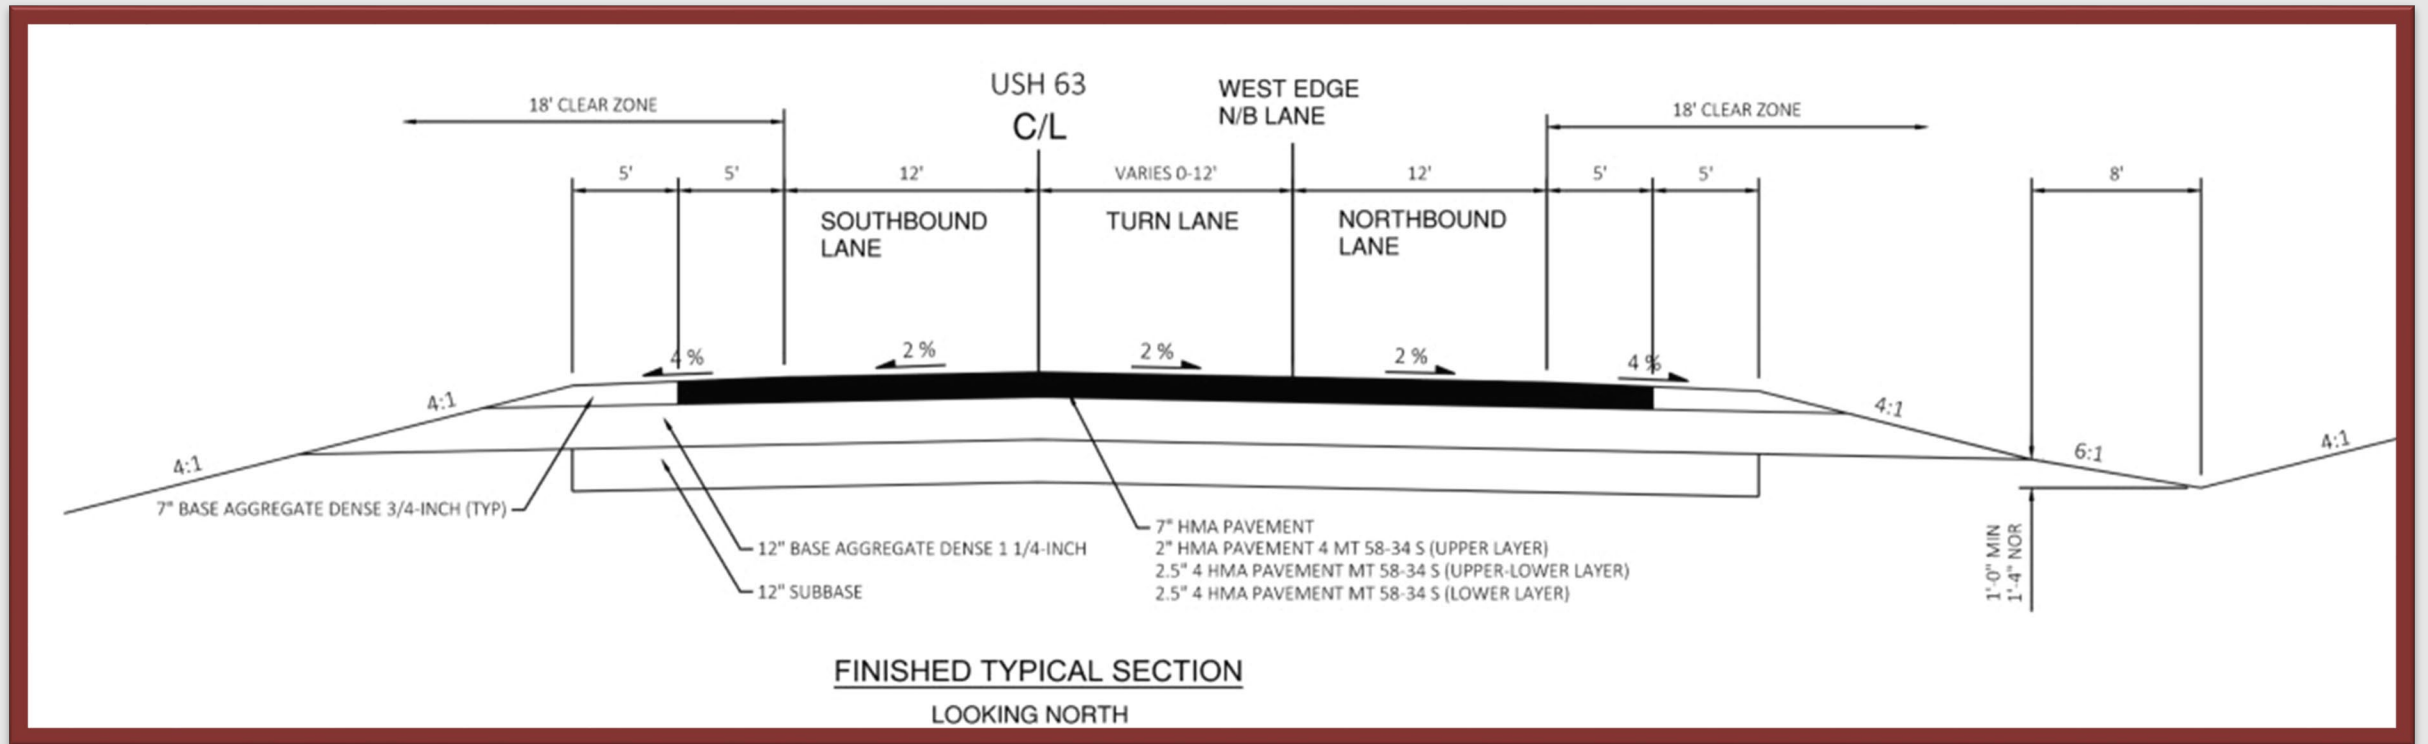 USH 63
C/L
WEST EDGE
N/B LANE
18' CLEAR ZONE
18' CLEAR ZONE
5'
5'
12'
VARIES 0-12'
12'
5'
5'
8'
SOUTHBOUND
LANE
TURN LANE
NORTHBOUND
LANE
4 %
2 %
2 %
2 %
4 %
4:1
4:1
4:1
6:1
4:1
7" BASE AGGREGATE DENSE 3/4-INCH (TYP)
12" BASE AGGREGATE DENSE 1 1/4-INCH
12" SUBBASE
7" HMA PAVEMENT
2" HMA PAVEMENT 4 MT 58-34 S (UPPER LAYER)
2.5" 4 HMA PAVEMENT MT 58-34 S (UPPER-LOWER LAYER)
2.5" 4 HMA PAVEMENT MT 58-34 S (LOWER LAYER)
1'-0" MIN
1'-4" NOR
FINISHED TYPICAL SECTION
LOOKING NORTH